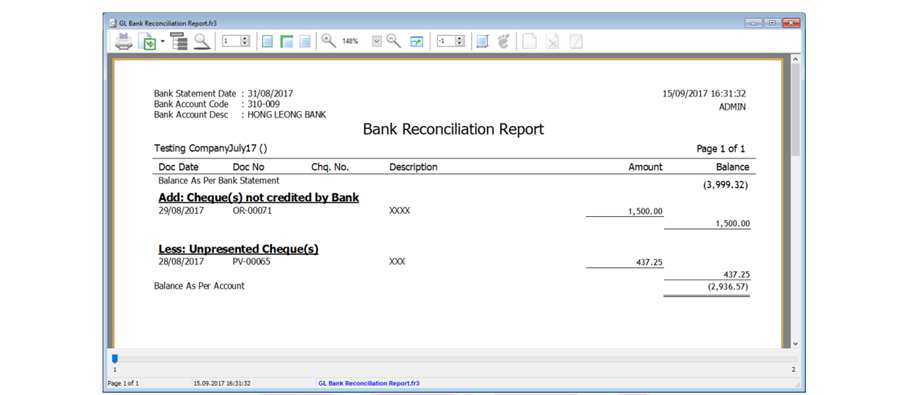 GL Bank Reconciliation Report.fr3
1 148% -1
Bank Statement Date : 31/08/2017 15/09/2017 16:31:32
Bank Account Code : 310-009 ADMIN
Bank Account Desc : HONG LEONG BANK
Bank Reconciliation Report
Testing CompanyJuly17 () Page 1 of 1
Doc Date Doc No Chq. No. Description Amount Balance
Balance As Per Bank Statement (3,999.32)
Add: Cheque(s) not credited by Bank
29/08/2017 OR-00071 XXXX 1,500.00
1,500.00
Less: Unpresented Cheque(s)
28/08/2017 PV-00065 XXX 437.25
437.25
Balance As Per Account (2,936.57)
1 2
Page 1 of 1 15.09.2017 16:31:32 GL Bank Reconciliation Report.fr3